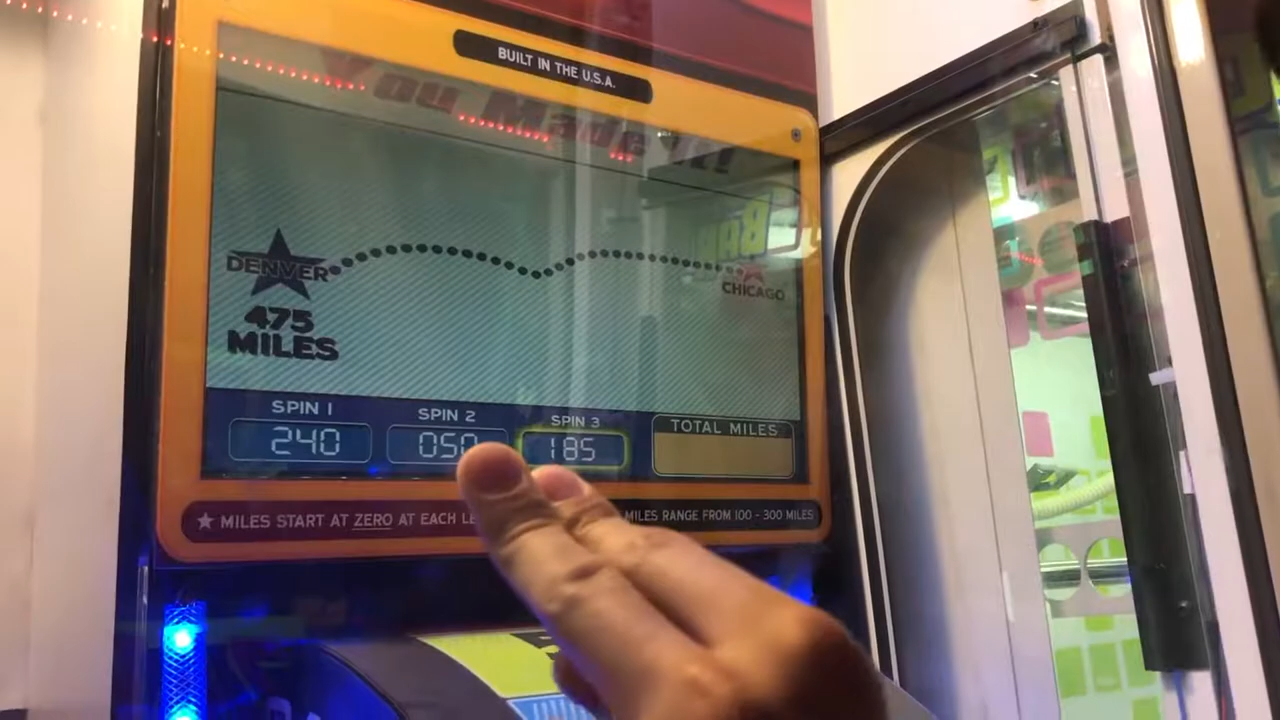 BUILT IN THE U.S.A.
You Made It!
DENVER
CHICAGO
475
MILES
SPIN 1
SPIN 2
SPIN 3
TOTAL MILES
240
050
185
★ MILES START AT ZERO AT EACH
MILES RANGE FROM 100 - 300 MILES